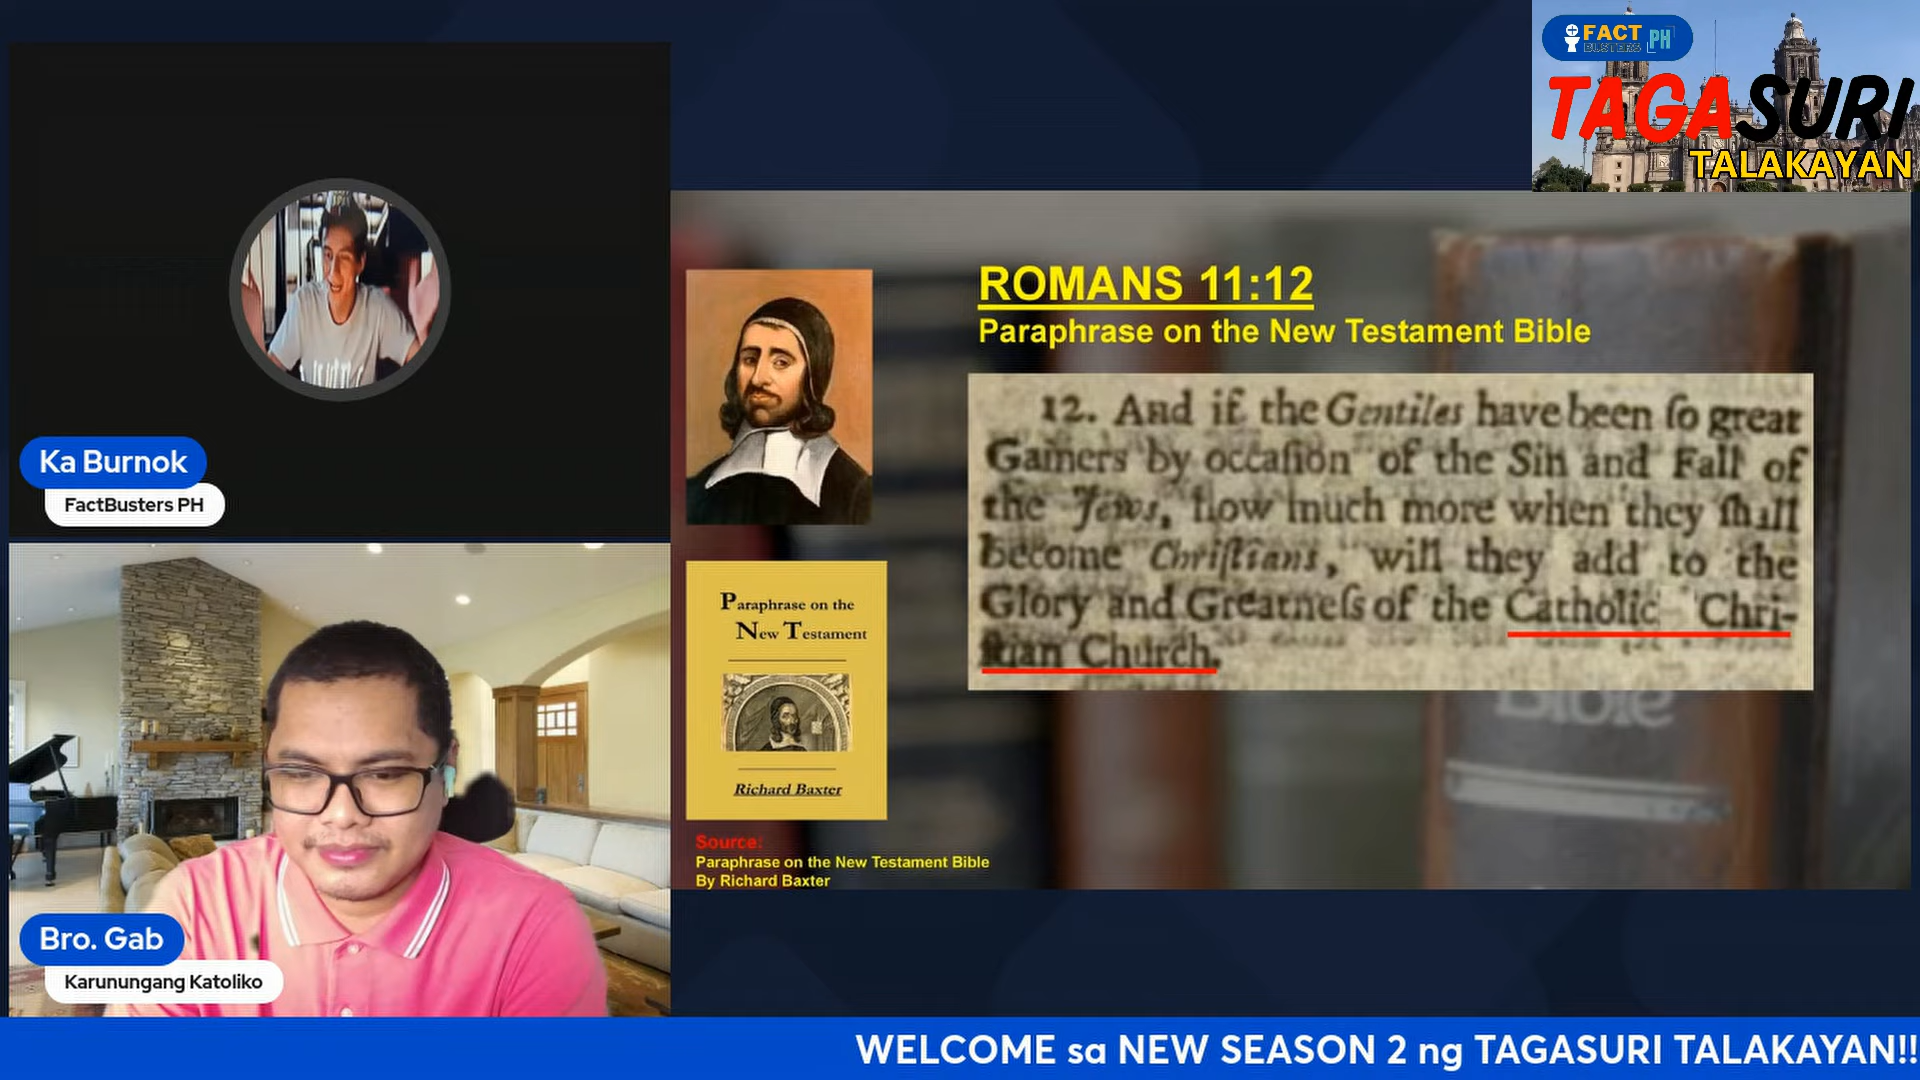 FACT
BUSTERS
PH
TAGASURI
TALAKAYAN
Ka Burnok
FactBusters PH
Bro. Gab
Karunungang Katoliko
ROMANS 11:12
Paraphrase on the New Testament Bible
12. And if the Gentiles have been ſo great
Gainers by occaſion of the Sin and Fall of
the Jews, how much more when they ſhall
become Chriſtians, will they add to the
Glory and Greatneſs of the Catholic Chri-
ſtian Church.
Paraphrase on the
New Testament
Richard Baxter
Source:
Paraphrase on the New Testament Bible
By Richard Baxter
Bible
WELCOME sa NEW SEASON 2 ng TAGASURI TALAKAYAN!!